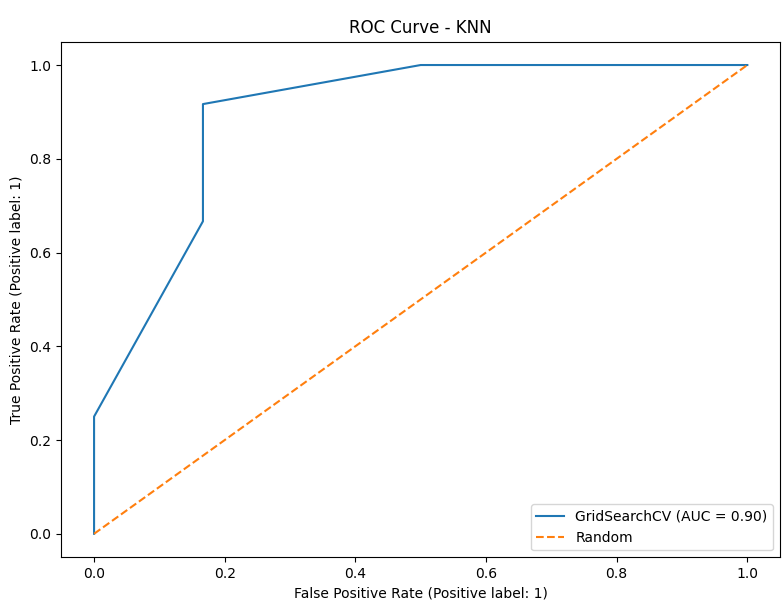 ROC Curve - KNN
True Positive Rate (Positive label: 1)
1.0
0.8
0.6
0.4
0.2
0.0
GridSearchCV (AUC = 0.90)
Random
0.0 0.2 0.4 0.6 0.8 1.0
False Positive Rate (Positive label: 1)